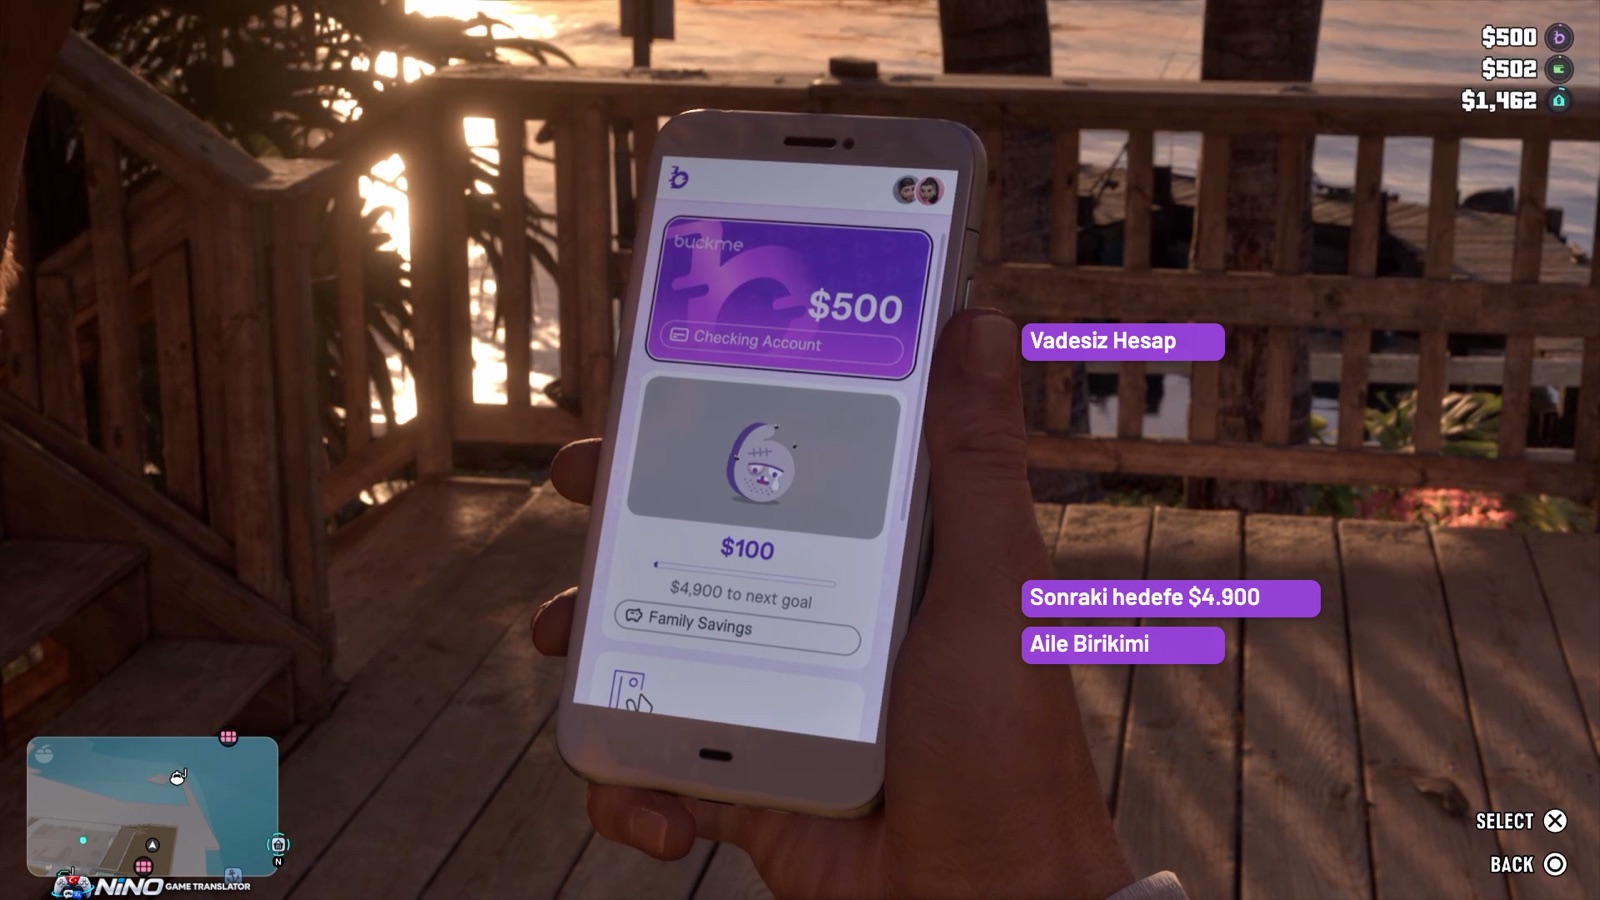 $500
$502
$1,462
buckme
$500
Checking Account
Vadesiz Hesap
$100
$4,900 to next goal
Sonraki hedefe $4.900
Family Savings
Aile Birikimi
SELECT
BACK
N
NiNO GAME TRANSLATOR